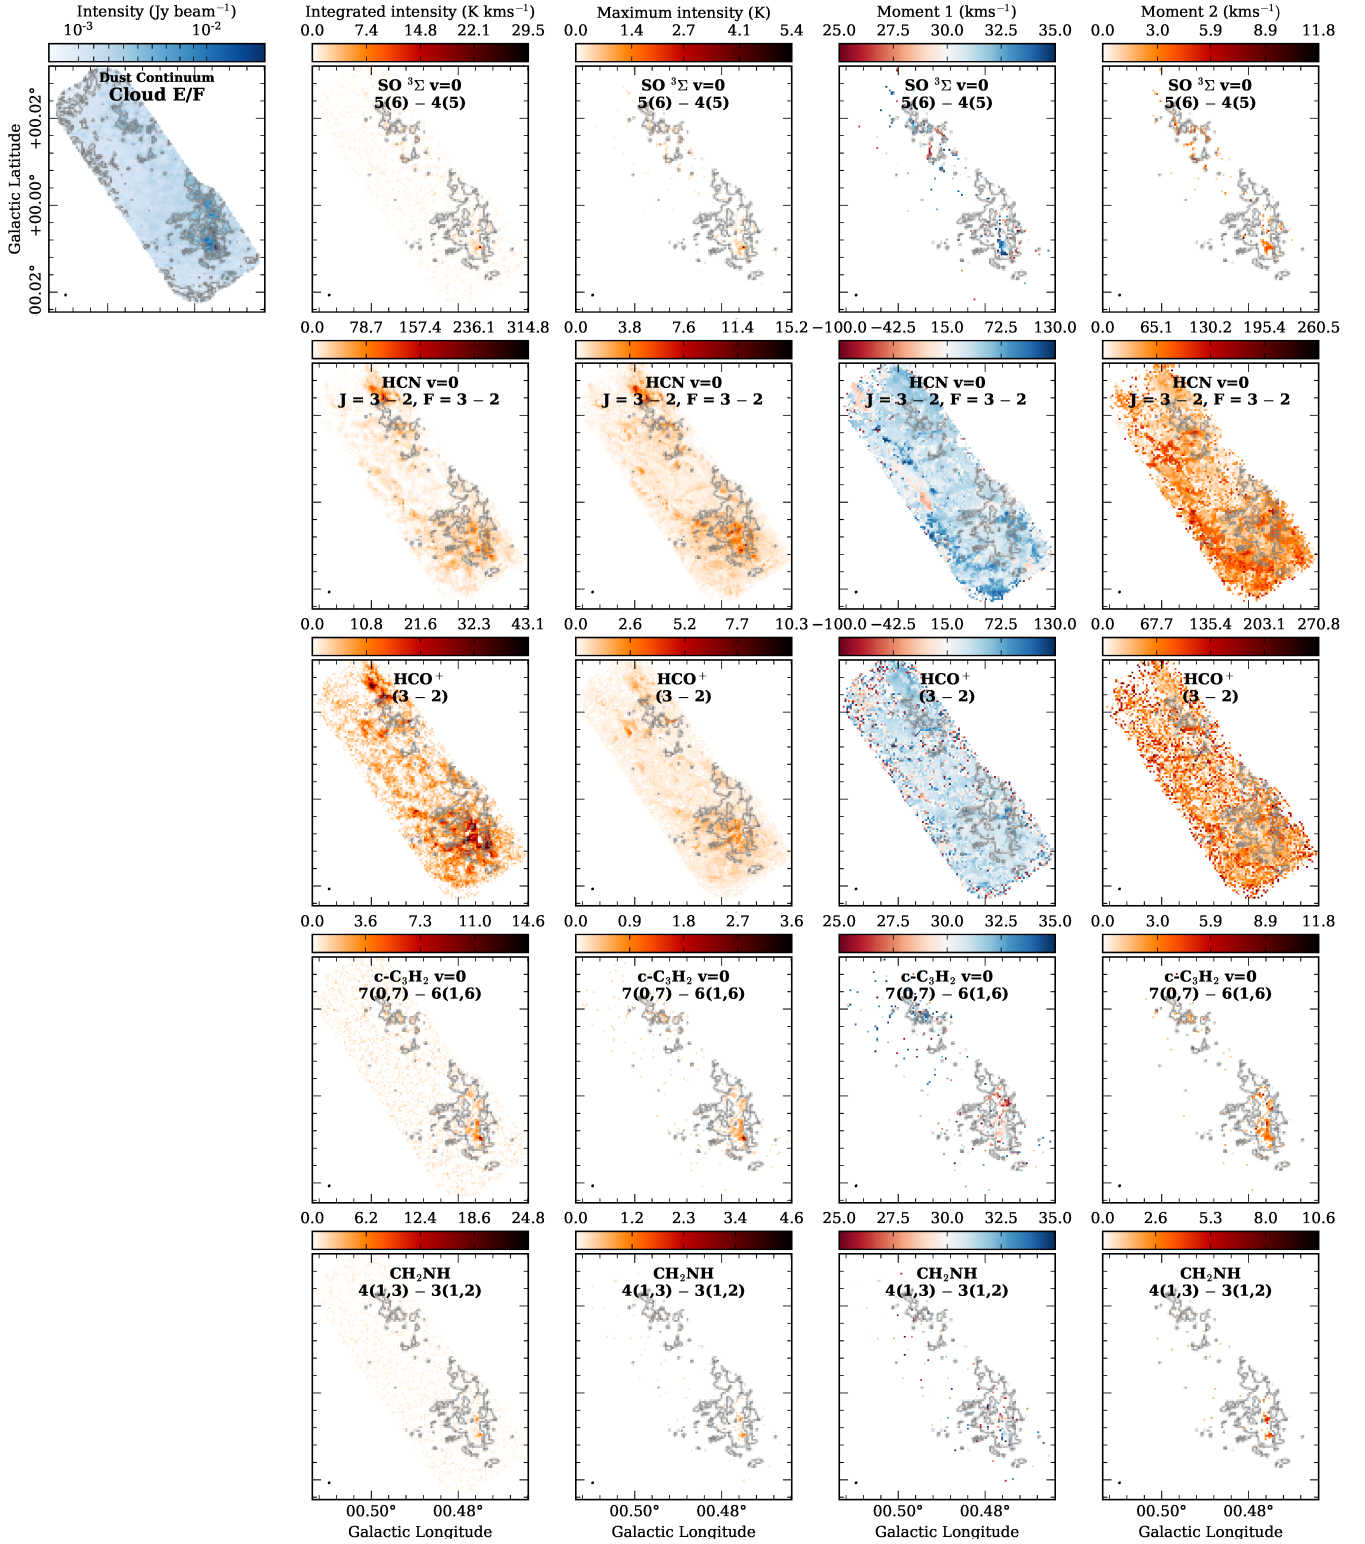 Intensity (Jy beam⁻¹) Integrated intensity (K kms⁻¹) Maximum intensity (K) Moment 1 (kms⁻¹) Moment 2 (kms⁻¹)
10-3 10-2 0.0 7.4 14.8 22.1 29.5 0.0 1.4 2.7 4.1 5.4 25.0 27.5 30.0 32.5 35.0 0.0 3.0 5.9 8.9 11.8
Dust Continuum
Cloud E/F
SO ³Σ v=0 SO ³Σ v=0 SO ³Σ v=0 SO ³Σ v=0
5(6) − 4(5) 5(6) − 4(5) 5(6) − 4(5) 5(6) − 4(5)
Galactic Latitude
+00.02°
+00.00°
00.02°
0.0 78.7 157.4 236.1 314.8 0.0 3.8 7.6 11.4 15.2 −100.0 −42.5 15.0 72.5 130.0 0.0 65.1 130.2 195.4 260.5
HCN v=0 HCN v=0 HCN v=0 HCN v=0
J = 3 − 2, F = 3 − 2 J = 3 − 2, F = 3 − 2 J = 3 − 2, F = 3 − 2 J = 3 − 2, F = 3 − 2
0.0 10.8 21.6 32.3 43.1 0.0 2.6 5.2 7.7 10.3 −100.0 −42.5 15.0 72.5 130.0 0.0 67.7 135.4 203.1 270.8
HCO⁺ HCO⁺ HCO⁺ HCO⁺
(3 − 2) (3 − 2) (3 − 2) (3 − 2)
0.0 3.6 7.3 11.0 14.6 0.0 0.9 1.8 2.7 3.6 25.0 27.5 30.0 32.5 35.0 0.0 3.0 5.9 8.9 11.8
c-C₃H₂ v=0 c-C₃H₂ v=0 c-C₃H₂ v=0 c-C₃H₂ v=0
7(0,7) − 6(1,6) 7(0,7) − 6(1,6) 7(0,7) − 6(1,6) 7(0,7) − 6(1,6)
0.0 6.2 12.4 18.6 24.8 0.0 1.2 2.3 3.4 4.6 25.0 27.5 30.0 32.5 35.0 0.0 2.6 5.3 8.0 10.6
CH₂NH CH₂NH CH₂NH CH₂NH
4(1,3) − 3(1,2) 4(1,3) − 3(1,2) 4(1,3) − 3(1,2) 4(1,3) − 3(1,2)
00.50° 00.48° 00.50° 00.48° 00.50° 00.48° 00.50° 00.48°
Galactic Longitude Galactic Longitude Galactic Longitude Galactic Longitude